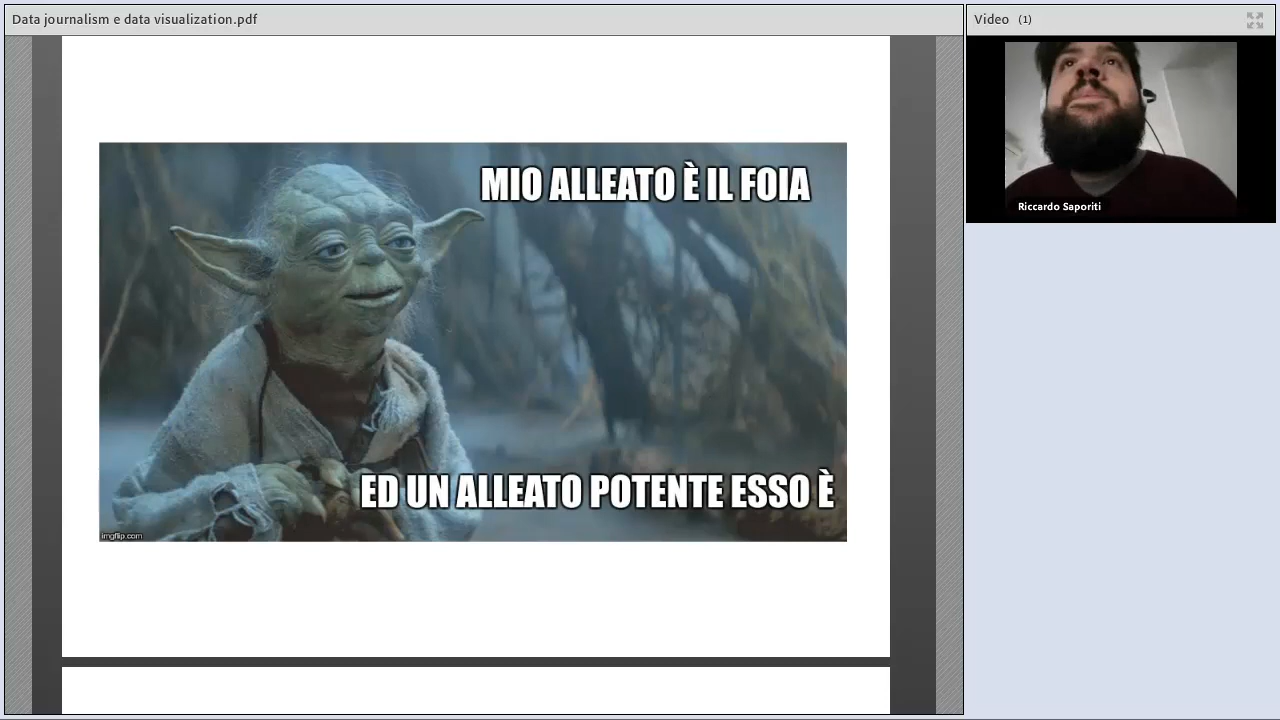 Data journalism e data visualization.pdf
Video (1)
Riccardo Saporiti
MIO ALLEATO È IL FOIA
ED UN ALLEATO POTENTE ESSO È
imgflip.com